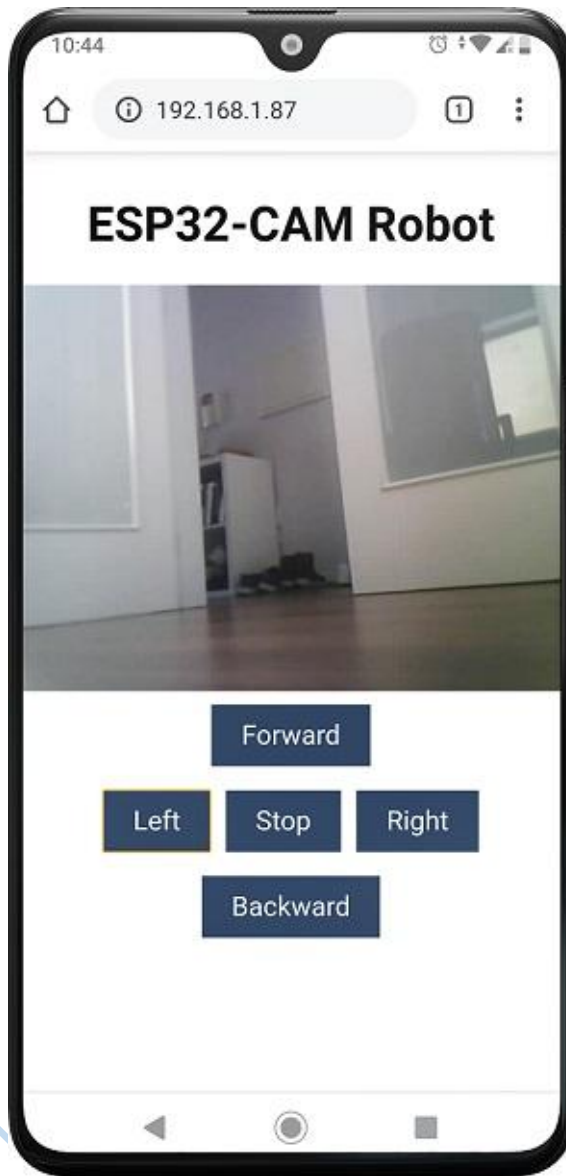 10:44
192.168.1.87
1
ESP32-CAM Robot
Forward
Left Stop Right
Backward